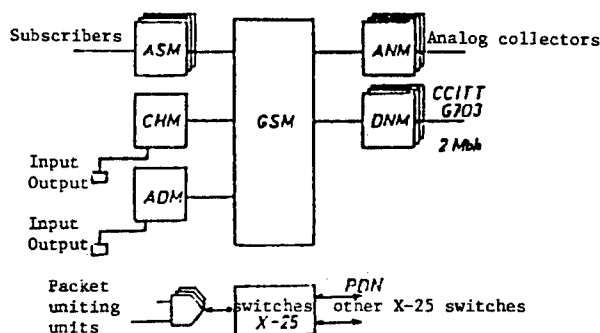 Subscribers
ASM
GSM
ANM
Analog collectors
CHM
DNM
CCITT
G703
2 Mbh
Input
Output
ADM
Input
Output
Packet
uniting
units
switches
X-25
PDN
other X-25 switches